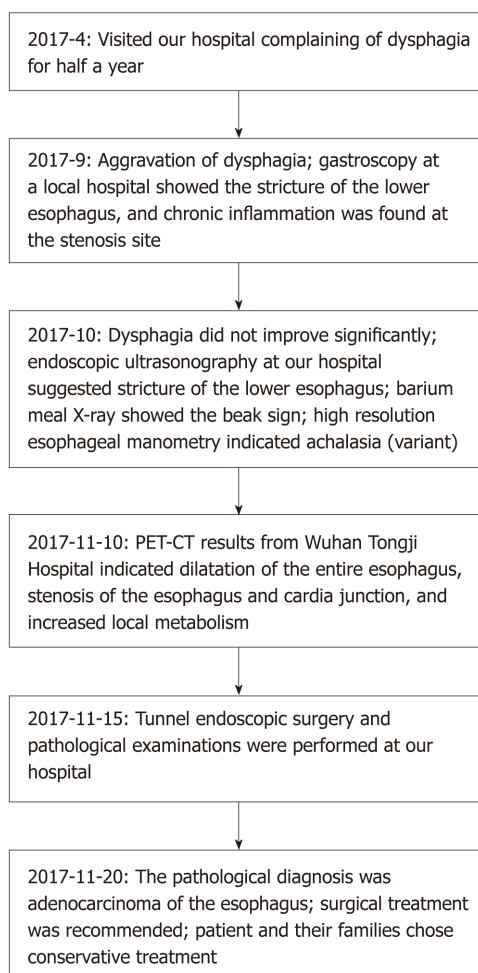 2017-4: Visited our hospital complaining of dysphagia
for half a year
2017-9: Aggravation of dysphagia; gastroscopy at
a local hospital showed the stricture of the lower
esophagus, and chronic inflammation was found at
the stenosis site
2017-10: Dysphagia did not improve significantly;
endoscopic ultrasonography at our hospital
suggested stricture of the lower esophagus; barium
meal X-ray showed the beak sign; high resolution
esophageal manometry indicated achalasia (variant)
2017-11-10: PET-CT results from Wuhan Tongji
Hospital indicated dilatation of the entire esophagus,
stenosis of the esophagus and cardia junction, and
increased local metabolism
2017-11-15: Tunnel endoscopic surgery and
pathological examinations were performed at our
hospital
2017-11-20: The pathological diagnosis was
adenocarcinoma of the esophagus; surgical treatment
was recommended; patient and their families chose
conservative treatment